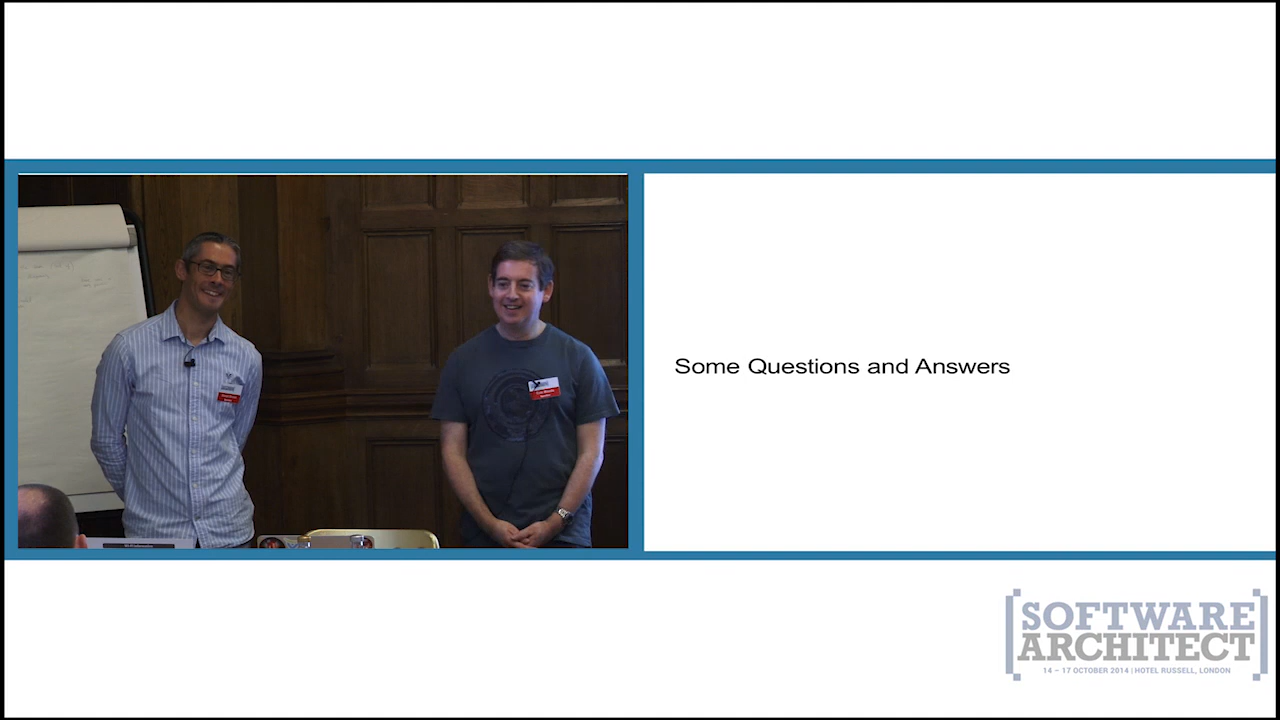 Some Questions and Answers
[SOFTWARE
ARCHITECT]
14 – 17 OCTOBER 2014 | HOTEL RUSSELL, LONDON